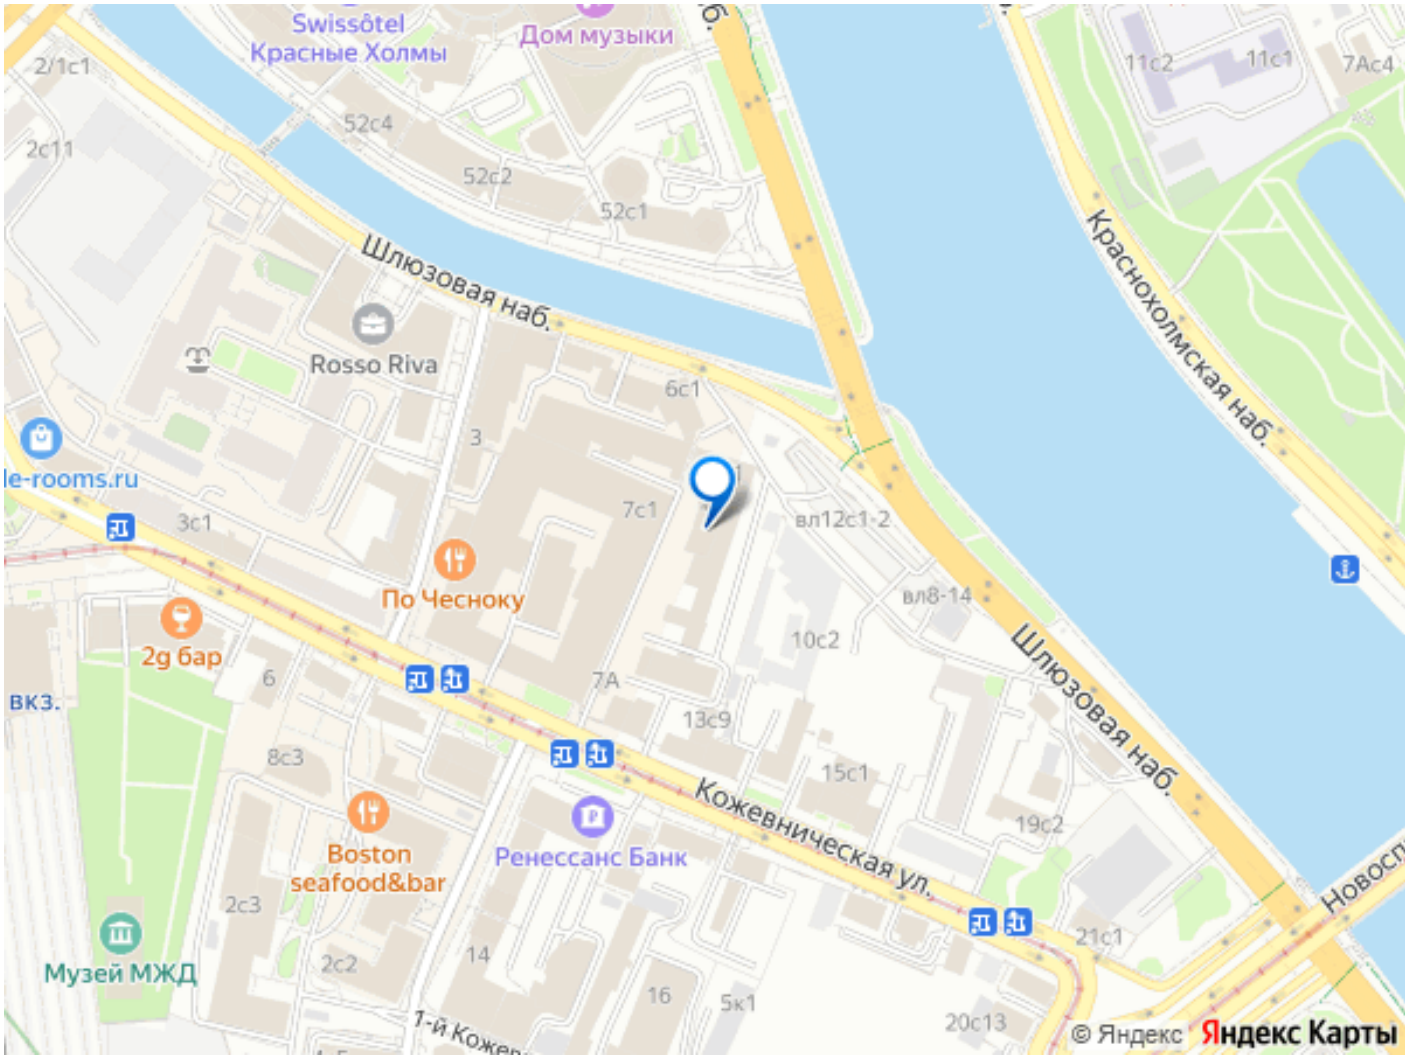 Swissôtel
Красные Холмы
Дом музыки
наб.
2/1с1
11с2
11с1
7Ас4
52с4
2с11
52с2
52с1
Шлюзовая наб.
Краснохолмская наб.
Rosso Riva
6с1
3
le-rooms.ru
7с1
3с1
вл12с1-2
По Чесноку
вл8-14
10с2
2g бар
Шлюзовая наб.
6
7А
вкз.
13с9
8с3
15с1
Кожевническая ул.
19с2
Ренессанс Банк
Boston
seafood&bar
2с3
21с1
Музей МЖД
2с2
14
16
5к1
20с13
© Яндекс Яндекс Карты